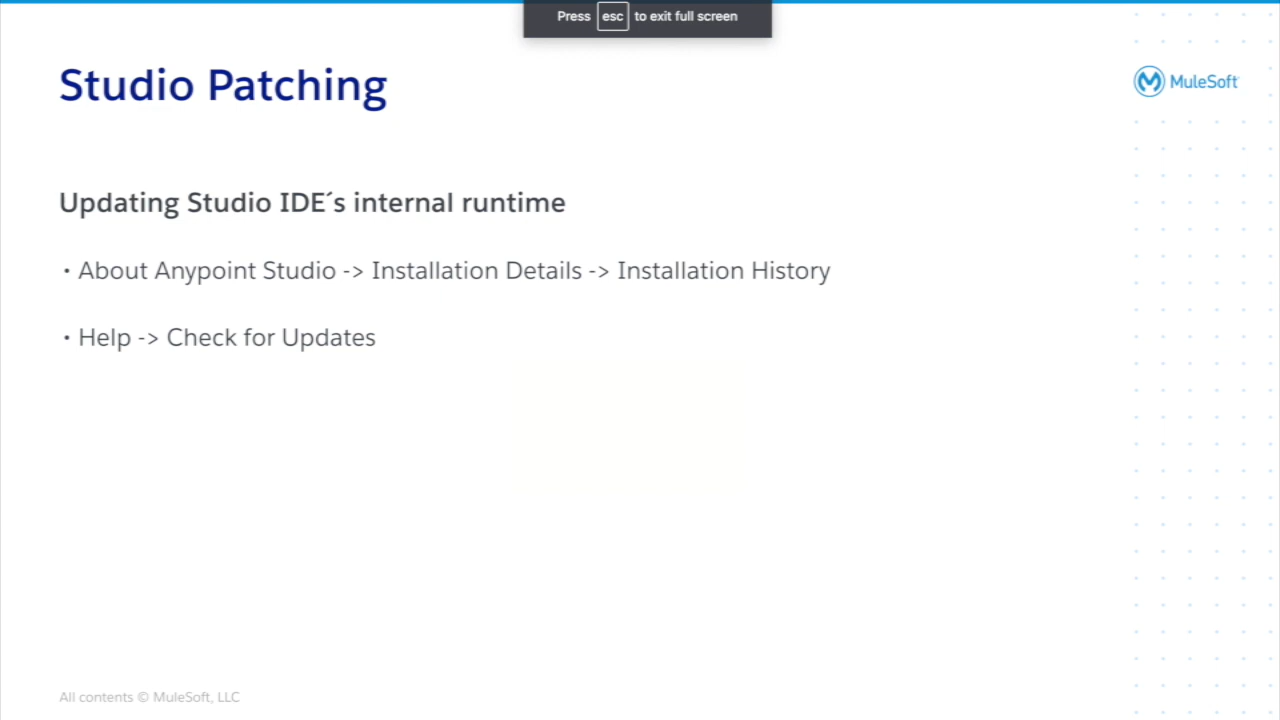 Press esc to exit full screen
Studio Patching
MuleSoft
Updating Studio IDE´s internal runtime
• About Anypoint Studio -> Installation Details -> Installation History
• Help -> Check for Updates
All contents © MuleSoft, LLC